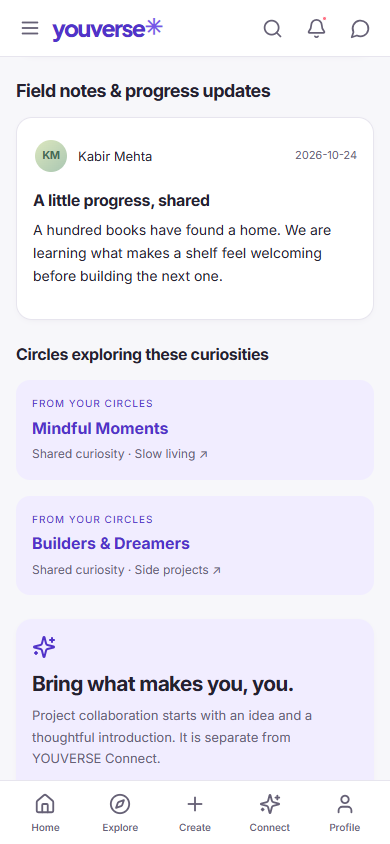 youverse*
Field notes & progress updates
KM Kabir Mehta 2026-10-24
A little progress, shared
A hundred books have found a home. We are
learning what makes a shelf feel welcoming
before building the next one.
Circles exploring these curiosities
FROM YOUR CIRCLES
Mindful Moments
Shared curiosity · Slow living ↗
FROM YOUR CIRCLES
Builders & Dreamers
Shared curiosity · Side projects ↗
Bring what makes you, you.
Project collaboration starts with an idea and a
thoughtful introduction. It is separate from
YOUVERSE Connect.
Home Explore Create Connect Profile